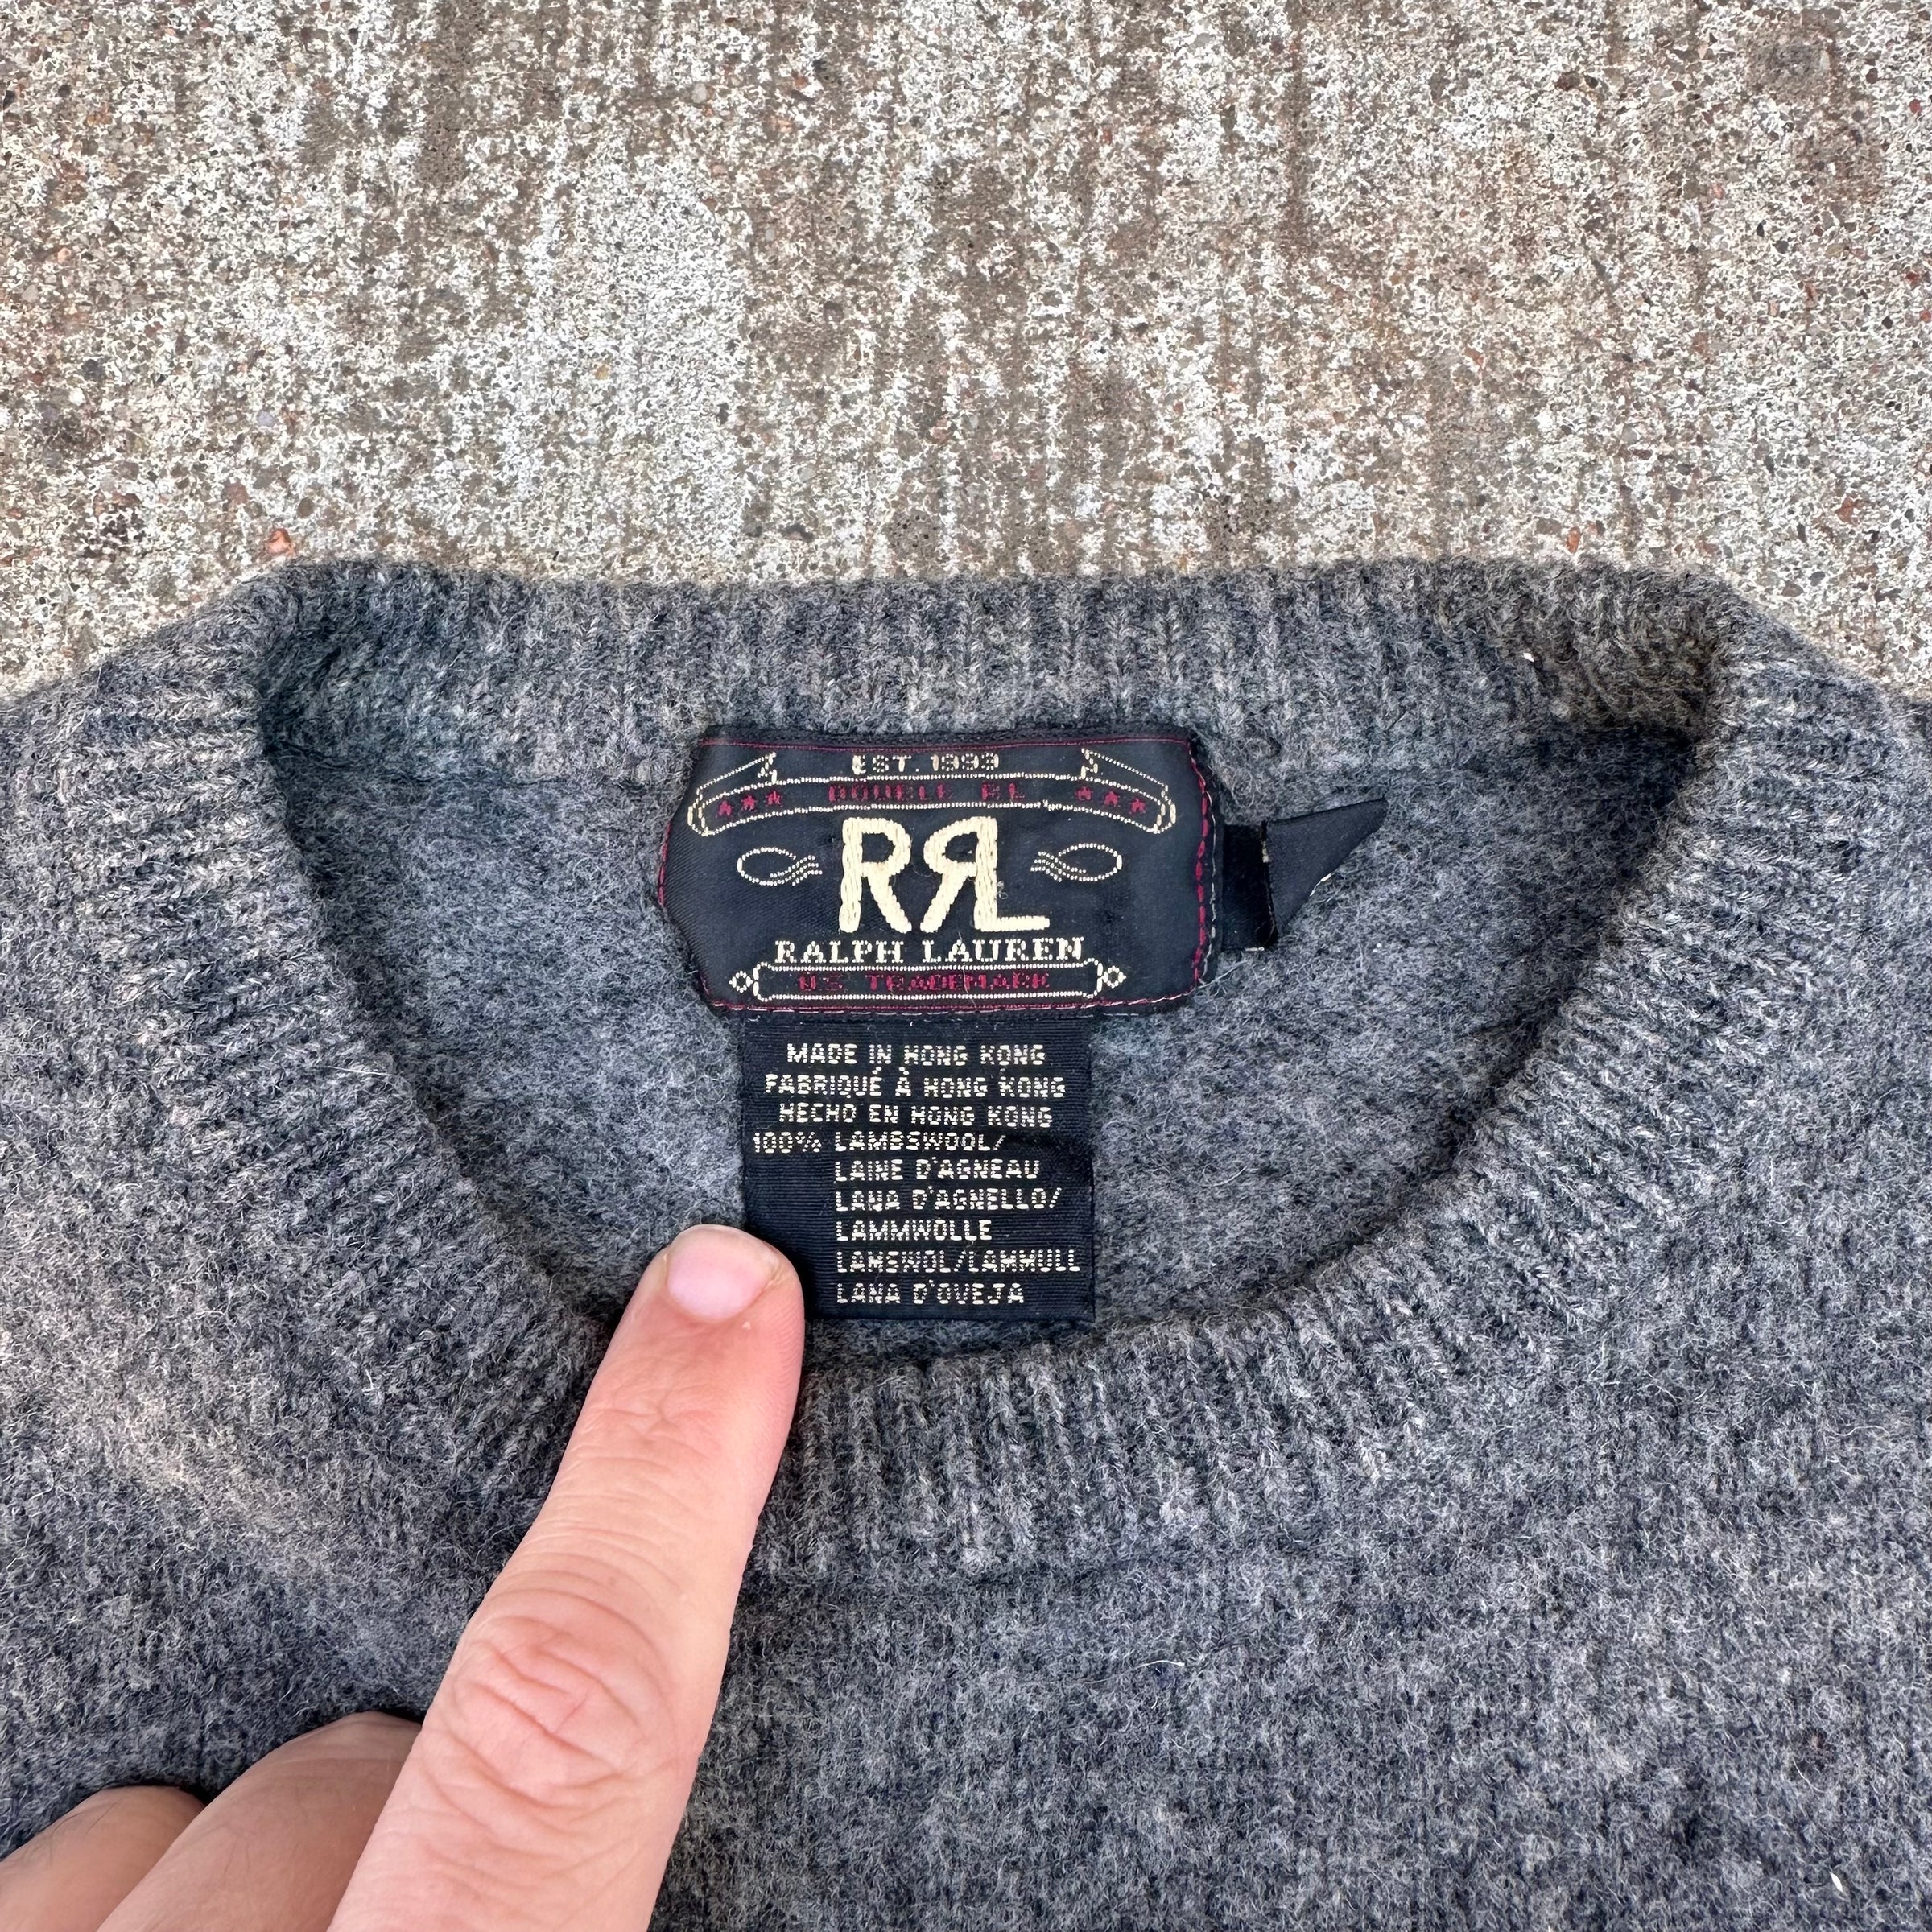 EST. 1993
DOUBLE RL
RRL
RALPH LAUREN
U.S. TRADEMARK
MADE IN HONG KONG
FABRIQUÉ À HONG KONG
HECHO EN HONG KONG
100% LAMBSWOOL/
LAINE D'AGNEAU
LANA D'AGNELLO/
LAMMWOLLE
LAMEWOL/LAMMULL
LANA D'OVEJA